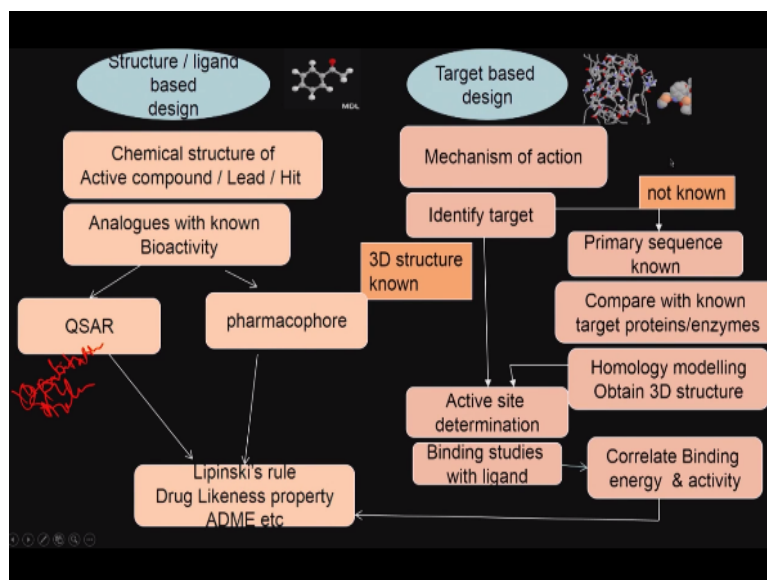 Structure / ligand
based
design
MDL
Target based
design
Chemical structure of
Active compound / Lead / Hit
Mechanism of action
not known
Analogues with known
Bioactivity
Identify target
3D structure
known
Primary sequence
known
QSAR
pharmacophore
Compare with known
target proteins/enzymes
Homology modelling
Obtain 3D structure
Active site
determination
Binding studies
with ligand
Correlate Binding
energy & activity
Lipinski's rule
Drug Likeness property
ADME etc